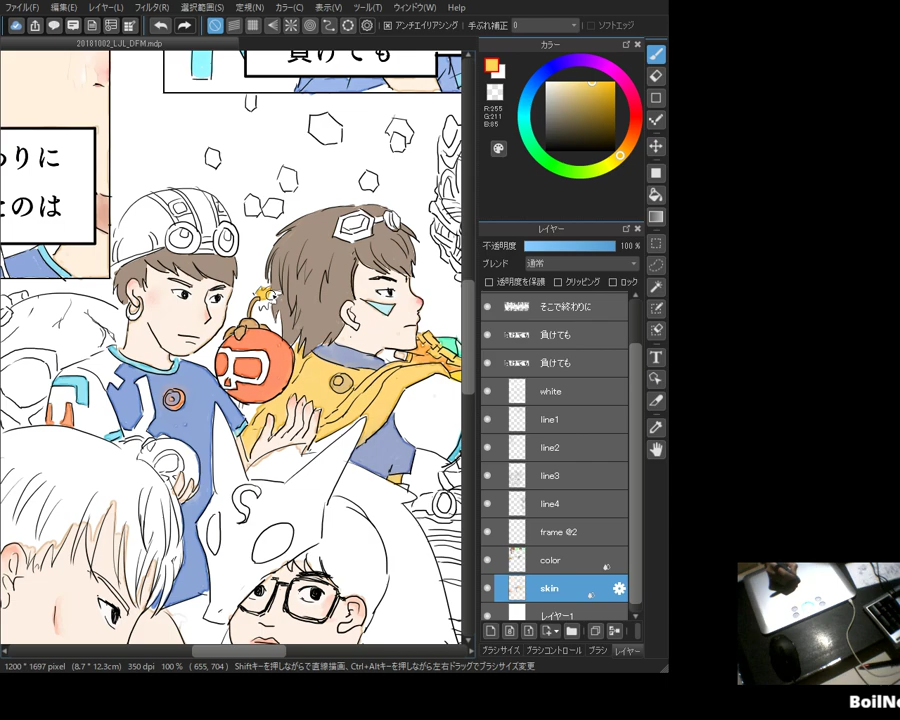 ファイル(F) 編集(E) レイヤー(L) フィルタ(R) 選択範囲(S) 定規(N) カラー(C) 表示(V) ツール(T) ウィンドウ(W) Help
アンチエイリアシング 手ぶれ補正 0 ソフトエッジ
20181002_LJL_DFM.mdp
負けても
わりに
とのは
カラー
R:255
G:211
B:85
レイヤー
不透明度 100 %
ブレンド 通常
透明度を保護 クリッピング ロック
そこで終わりに
負けても
負けても
white
line1
line2
line3
line4
frame @2
color
skin
レイヤー1
ブラシサイズ ブラシコントロール ブラシ レイヤー
1200 * 1697 pixel (8.7 * 12.3cm) 350 dpi 100 % ( 655, 704 ) Shiftキーを押しながらで直線描画、Ctrl+Altキーを押しながら左右ドラッグでブラシサイズ変更
BoilNe